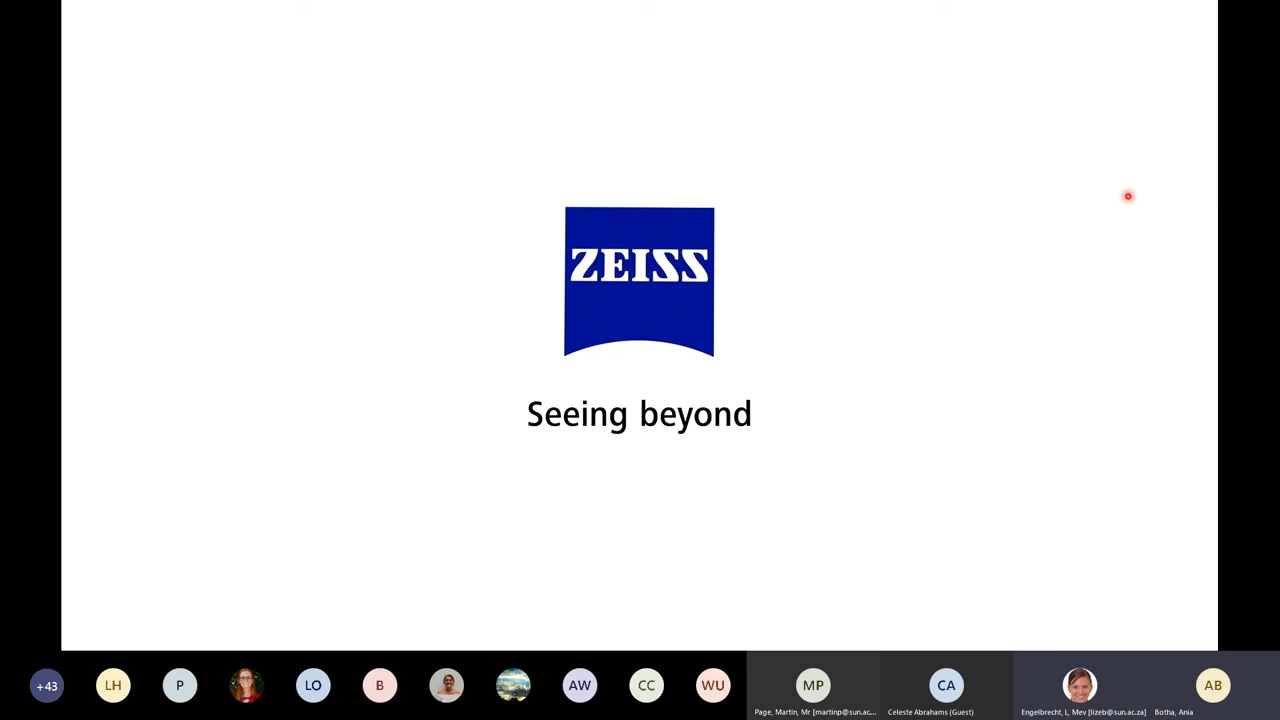 ZEISS
Seeing beyond
+43
LH
P
LO
B
AW
CC
WU
MP
CA
AB
Page, Martin, Mr [martinp@sun.ac,...
Celeste Abrahams (Guest)
Engelbrecht, L, Mev [lizeb@sun.ac.za]
Botha, Ania